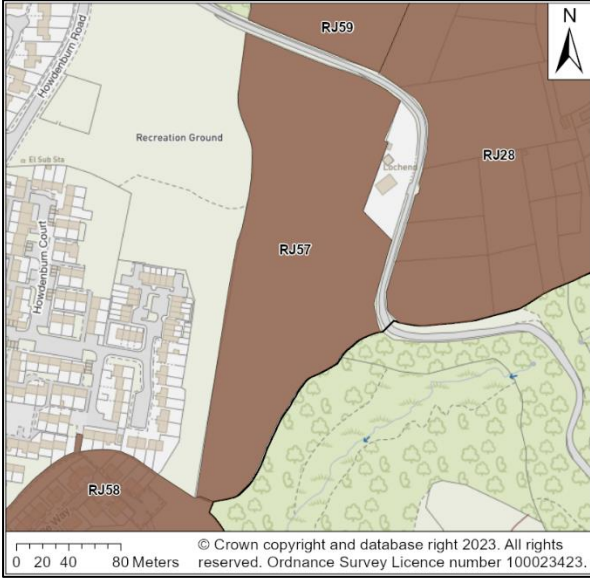 RJ59
N
Howdenburn Road
Recreation Ground
El Sub Sta
Lochend
RJ28
Howdenburn Court
RJ57
RJ58
Way
0 20 40 80 Meters
© Crown copyright and database right 2023. All rights
reserved. Ordnance Survey Licence number 100023423.